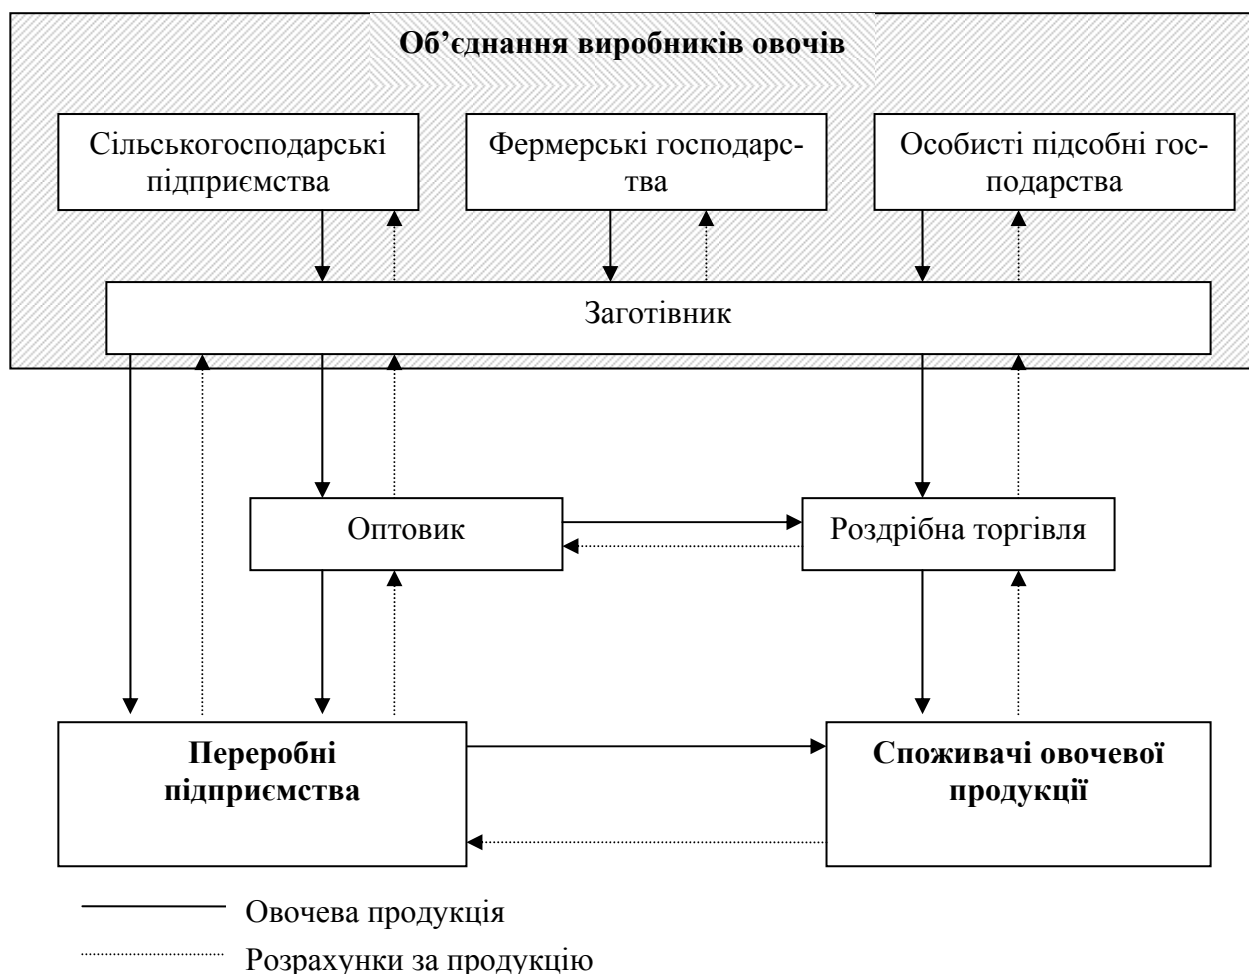 Об’єднання виробників овочів
Сільськогосподарські
підприємства
Фермерські господарс-
тва
Особисті підсобні гос-
подарства
Заготівник
Оптовик
Роздрібна торгівля
Переробні
підприємства
Споживачі овочевої
продукції
Овочева продукція
Розрахунки за продукцію